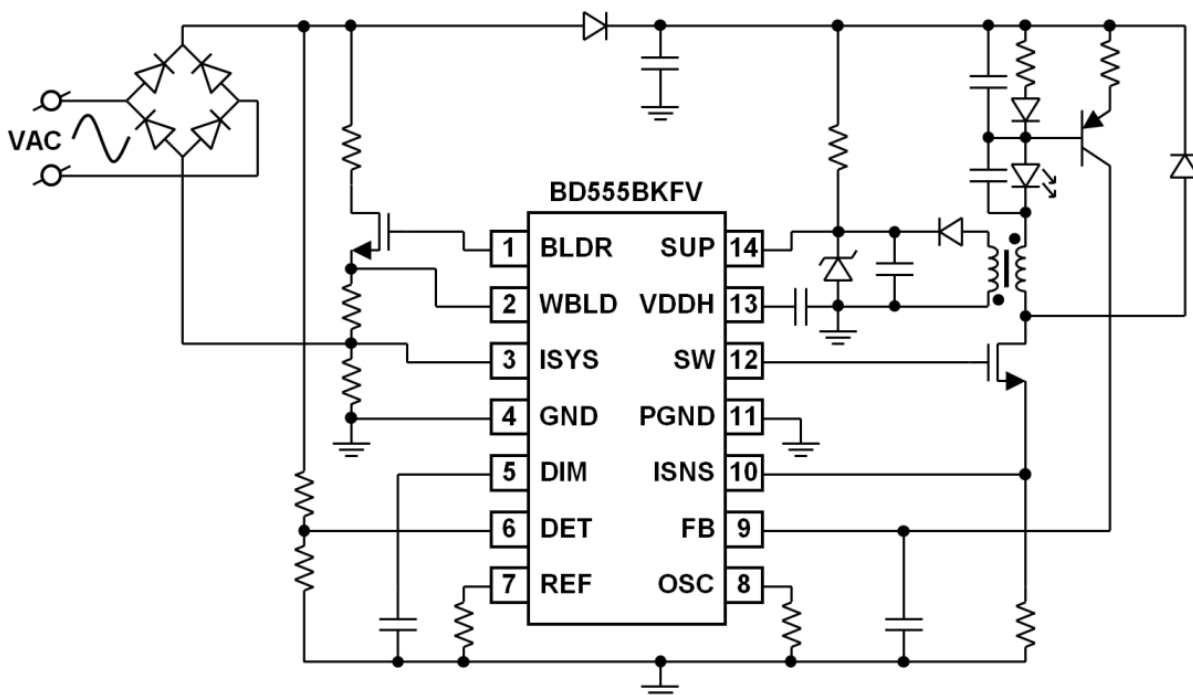 VAC
BD555BKFV
1 BLDR SUP 14
2 WBLD VDDH 13
3 ISYS SW 12
4 GND PGND 11
5 DIM ISNS 10
6 DET FB 9
7 REF OSC 8